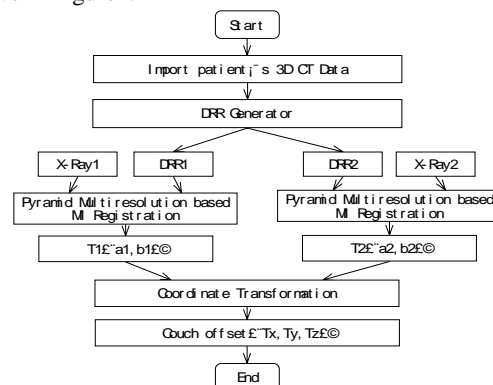 Start
Import patient¡¯s 3D CT Data
DRR Generator
X-Ray1
DRR1
DRR2
X-Ray2
Pyramid Multiresolution based
MI Registration
Pyramid Multiresolution based
MI Registration
T1£¨a1, b1£©
T2£¨a2, b2£©
Coordinate Transformation
Couch offset£¨Tx, Ty, Tz£©
End